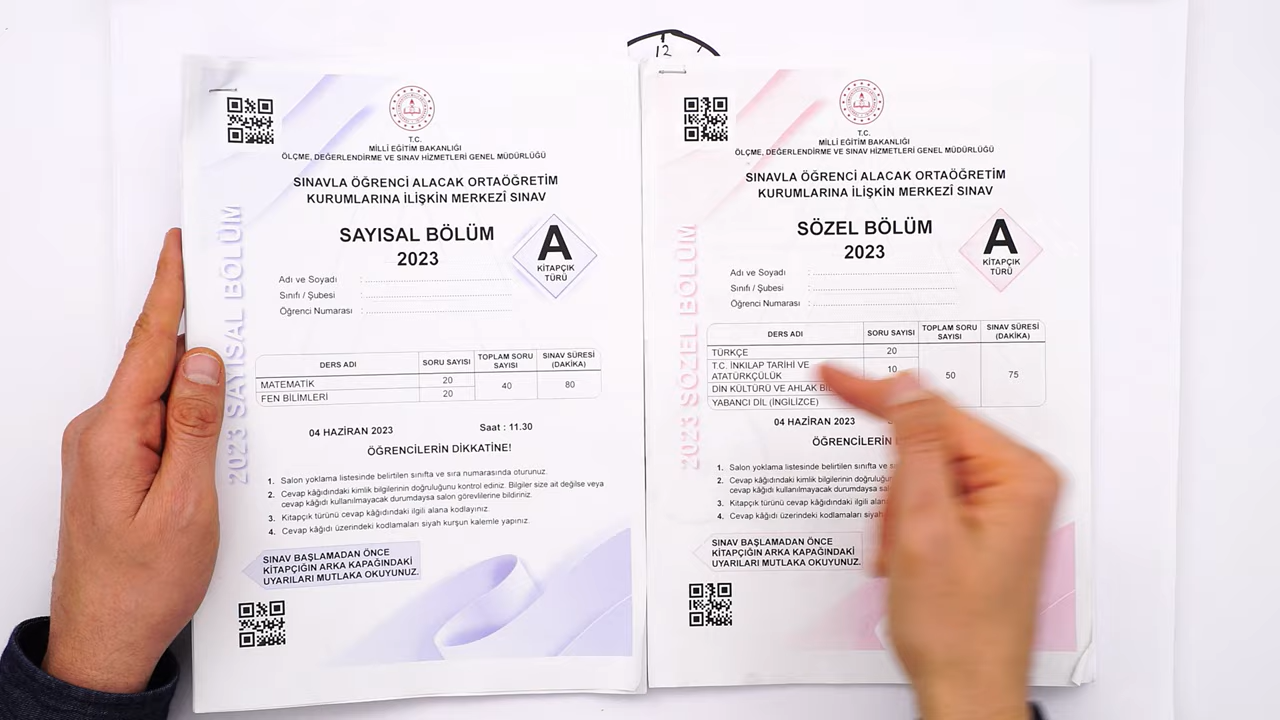 12
T.C.
MİLLİ EĞİTİM BAKANLIĞI
ÖLÇME, DEĞERLENDİRME VE SINAV HİZMETLERİ GENEL MÜDÜRLÜĞÜ
SINAVLA ÖĞRENCİ ALACAK ORTAÖĞRETİM
KURUMLARINA İLİŞKİN MERKEZÎ SINAV
SAYISAL BÖLÜM
2023
A
KİTAPÇIK
TÜRÜ
Adı ve Soyadı :
Sınıfı / Şubesi :
Öğrenci Numarası :
2023 SAYISAL BÖLÜM
DERS ADI SORU SAYISI TOPLAM SORU SAYISI SINAV SÜRESİ (DAKİKA)
MATEMATİK 20 40 80
FEN BİLİMLERİ 20
04 HAZİRAN 2023 Saat : 11.30
ÖĞRENCİLERİN DİKKATİNE!
1. Salon yoklama listesinde belirtilen sınıfta ve sıra numarasında oturunuz.
2. Cevap kâğıdındaki kimlik bilgilerinin doğruluğunu kontrol ediniz. Bilgiler size ait değilse veya
cevap kâğıdı kullanılmayacak durumdaysa salon görevlilerine bildiriniz.
3. Kitapçık türünü cevap kâğıdındaki ilgili alana kodlayınız.
4. Cevap kâğıdı üzerindeki kodlamaları siyah kurşun kalemle yapınız.
SINAV BAŞLAMADAN ÖNCE
KİTAPÇIĞIN ARKA KAPAĞINDAKİ
UYARILARI MUTLAKA OKUYUNUZ.
T.C.
MİLLİ EĞİTİM BAKANLIĞI
ÖLÇME, DEĞERLENDİRME VE SINAV HİZMETLERİ GENEL MÜDÜRLÜĞÜ
SINAVLA ÖĞRENCİ ALACAK ORTAÖĞRETİM
KURUMLARINA İLİŞKİN MERKEZÎ SINAV
SÖZEL BÖLÜM
2023
A
KİTAPÇIK
TÜRÜ
Adı ve Soyadı :
Sınıfı / Şubesi :
Öğrenci Numarası :
2023 SÖZEL BÖLÜM
DERS ADI SORU SAYISI TOPLAM SORU SAYISI SINAV SÜRESİ (DAKİKA)
TÜRKÇE 20 50 75
T.C. İNKILAP TARİHİ VE
ATATÜRKÇÜLÜK 10
DİN KÜLTÜRÜ VE AHLAK
YABANCI DİL (İNGİLİZCE)
04 HAZİRAN 2023
ÖĞRENCİLERİN
1. Salon yoklama listesinde belirtilen sınıfta ve
2. Cevap kâğıdındaki kimlik bilgilerinin
cevap kâğıdı kullanılmayacak durumdaysa
3. Kitapçık türünü cevap kâğıdındaki ilgili
4. Cevap kâğıdı üzerindeki kodlamaları
SINAV BAŞLAMADAN ÖNCE
KİTAPÇIĞIN ARKA KAPAĞINDAKİ
UYARILARI MUTLAKA OKUYUNUZ.